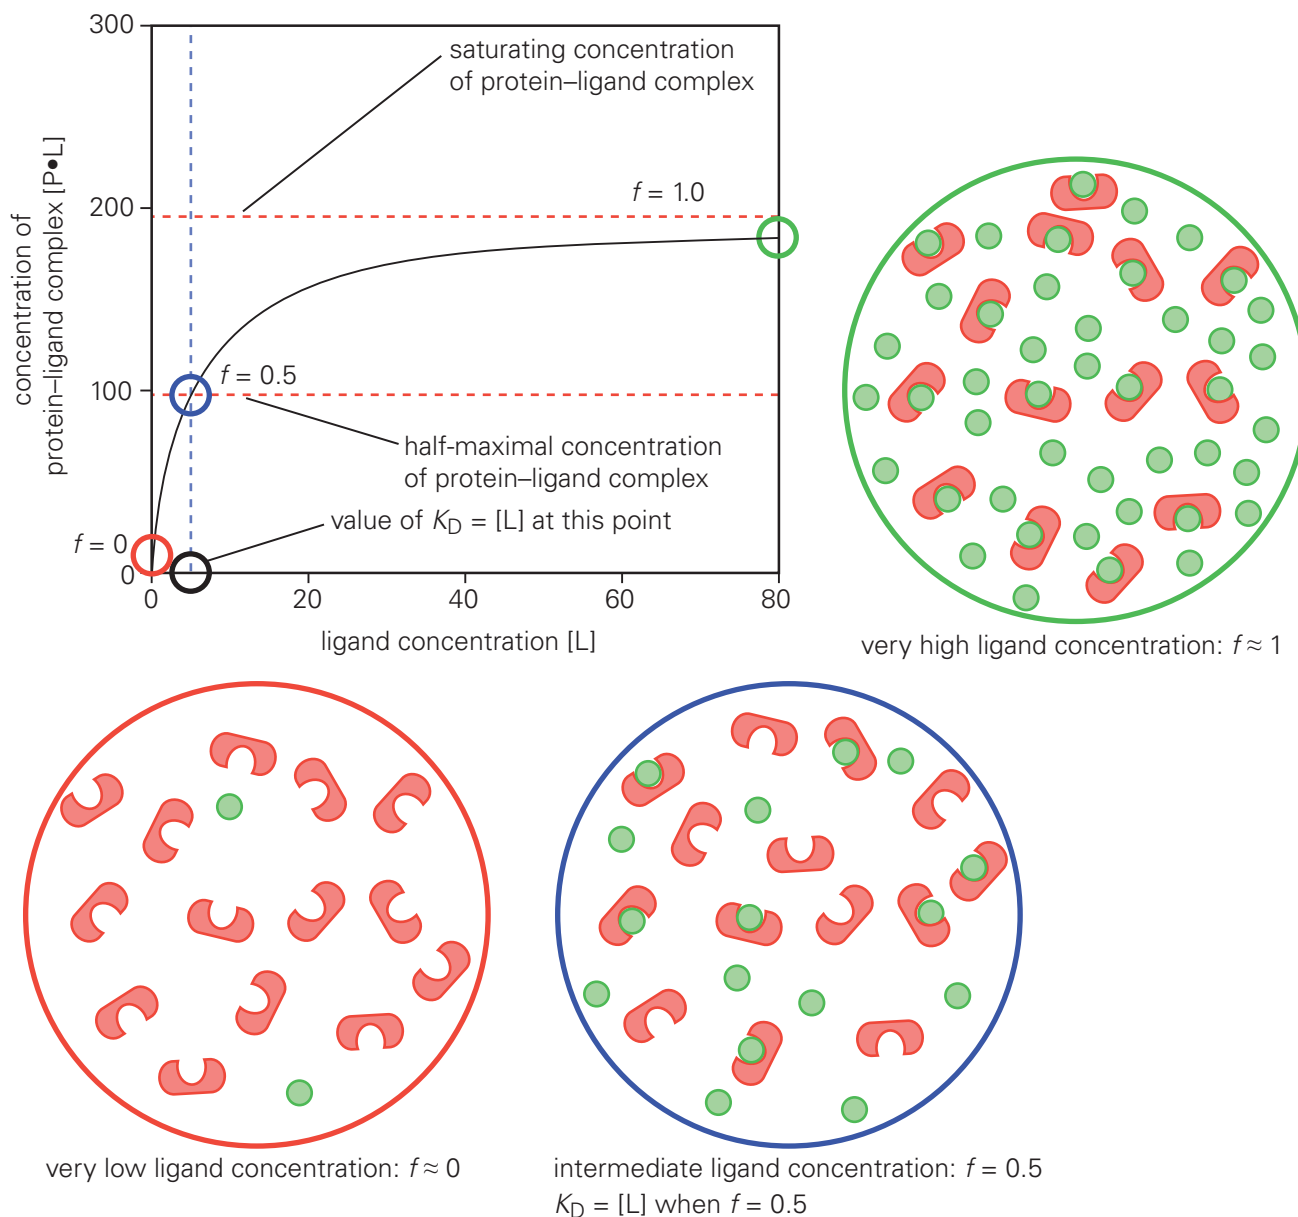 300
saturating concentration
of protein–ligand complex
200
f = 1.0
concentration of
protein–ligand complex [P•L]
f = 0.5
100
half-maximal concentration
of protein–ligand complex
value of KD = [L] at this point
f = 0
0
0
20
40
60
80
ligand concentration [L]
very high ligand concentration: f ≈ 1
very low ligand concentration: f ≈ 0
intermediate ligand concentration: f = 0.5
KD = [L] when f = 0.5